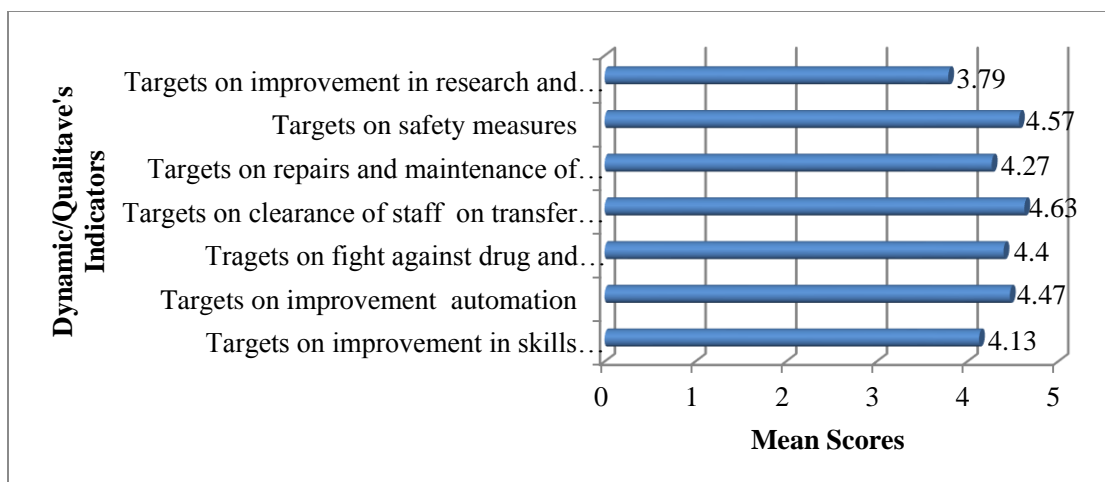 Dynamic/Qualitave's
Indicators
Targets on improvement in research and…
3.79
Targets on safety measures
4.57
Targets on repairs and maintenance of…
4.27
Targets on clearance of staff on transfer…
4.63
Tragets on fight against drug and…
4.4
Targets on improvement automation
4.47
Targets on improvement in skills…
4.13
0 1 2 3 4 5
Mean Scores